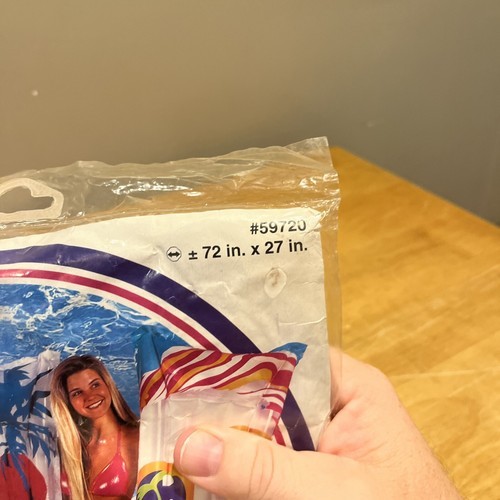 #59720
± 72 in. x 27 in.